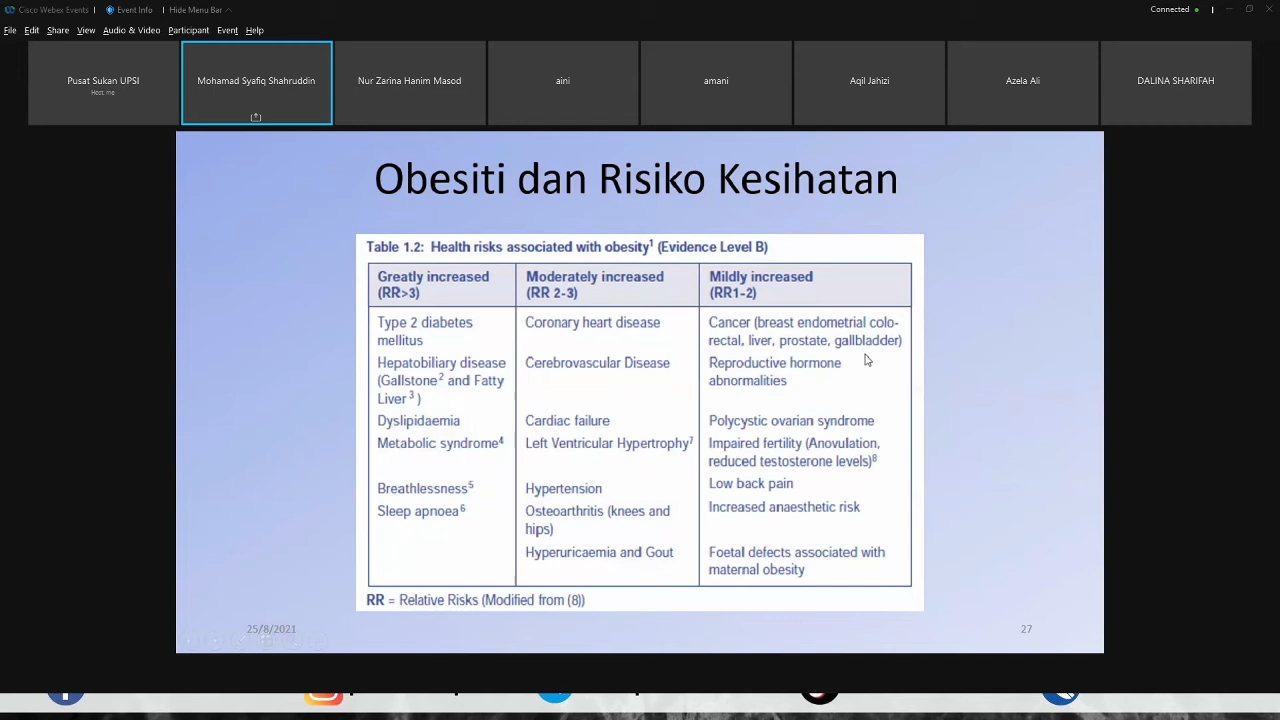 Cisco Webex Events
Event Info
Hide Menu Bar
Connected
File Edit Share View Audio & Video Participant Event Help
Pusat Sukan UPSI
Host, me
Mohamad Syafiq Shahruddin
Nur Zarina Hanim Masod
aini
amani
Aqil Jahizi
Azela Ali
DALINA SHARIFAH
Obesiti dan Risiko Kesihatan
Table 1.2: Health risks associated with obesity1 (Evidence Level B)
Greatly increased
(RR>3)
Type 2 diabetes
mellitus
Hepatobiliary disease
(Gallstone2 and Fatty
Liver3 )
Dyslipidaemia
Metabolic syndrome4
Breathlessness5
Sleep apnoea6
Moderately increased
(RR 2-3)
Coronary heart disease
Cerebrovascular Disease
Cardiac failure
Left Ventricular Hypertrophy7
Hypertension
Osteoarthritis (knees and
hips)
Hyperuricaemia and Gout
Mildly increased
(RR1-2)
Cancer (breast endometrial colo-
rectal, liver, prostate, gallbladder)
Reproductive hormone
abnormalities
Polycystic ovarian syndrome
Impaired fertility (Anovulation,
reduced testosterone levels)8
Low back pain
Increased anaesthetic risk
Foetal defects associated with
maternal obesity
RR = Relative Risks (Modified from (8))
25/8/2021
27